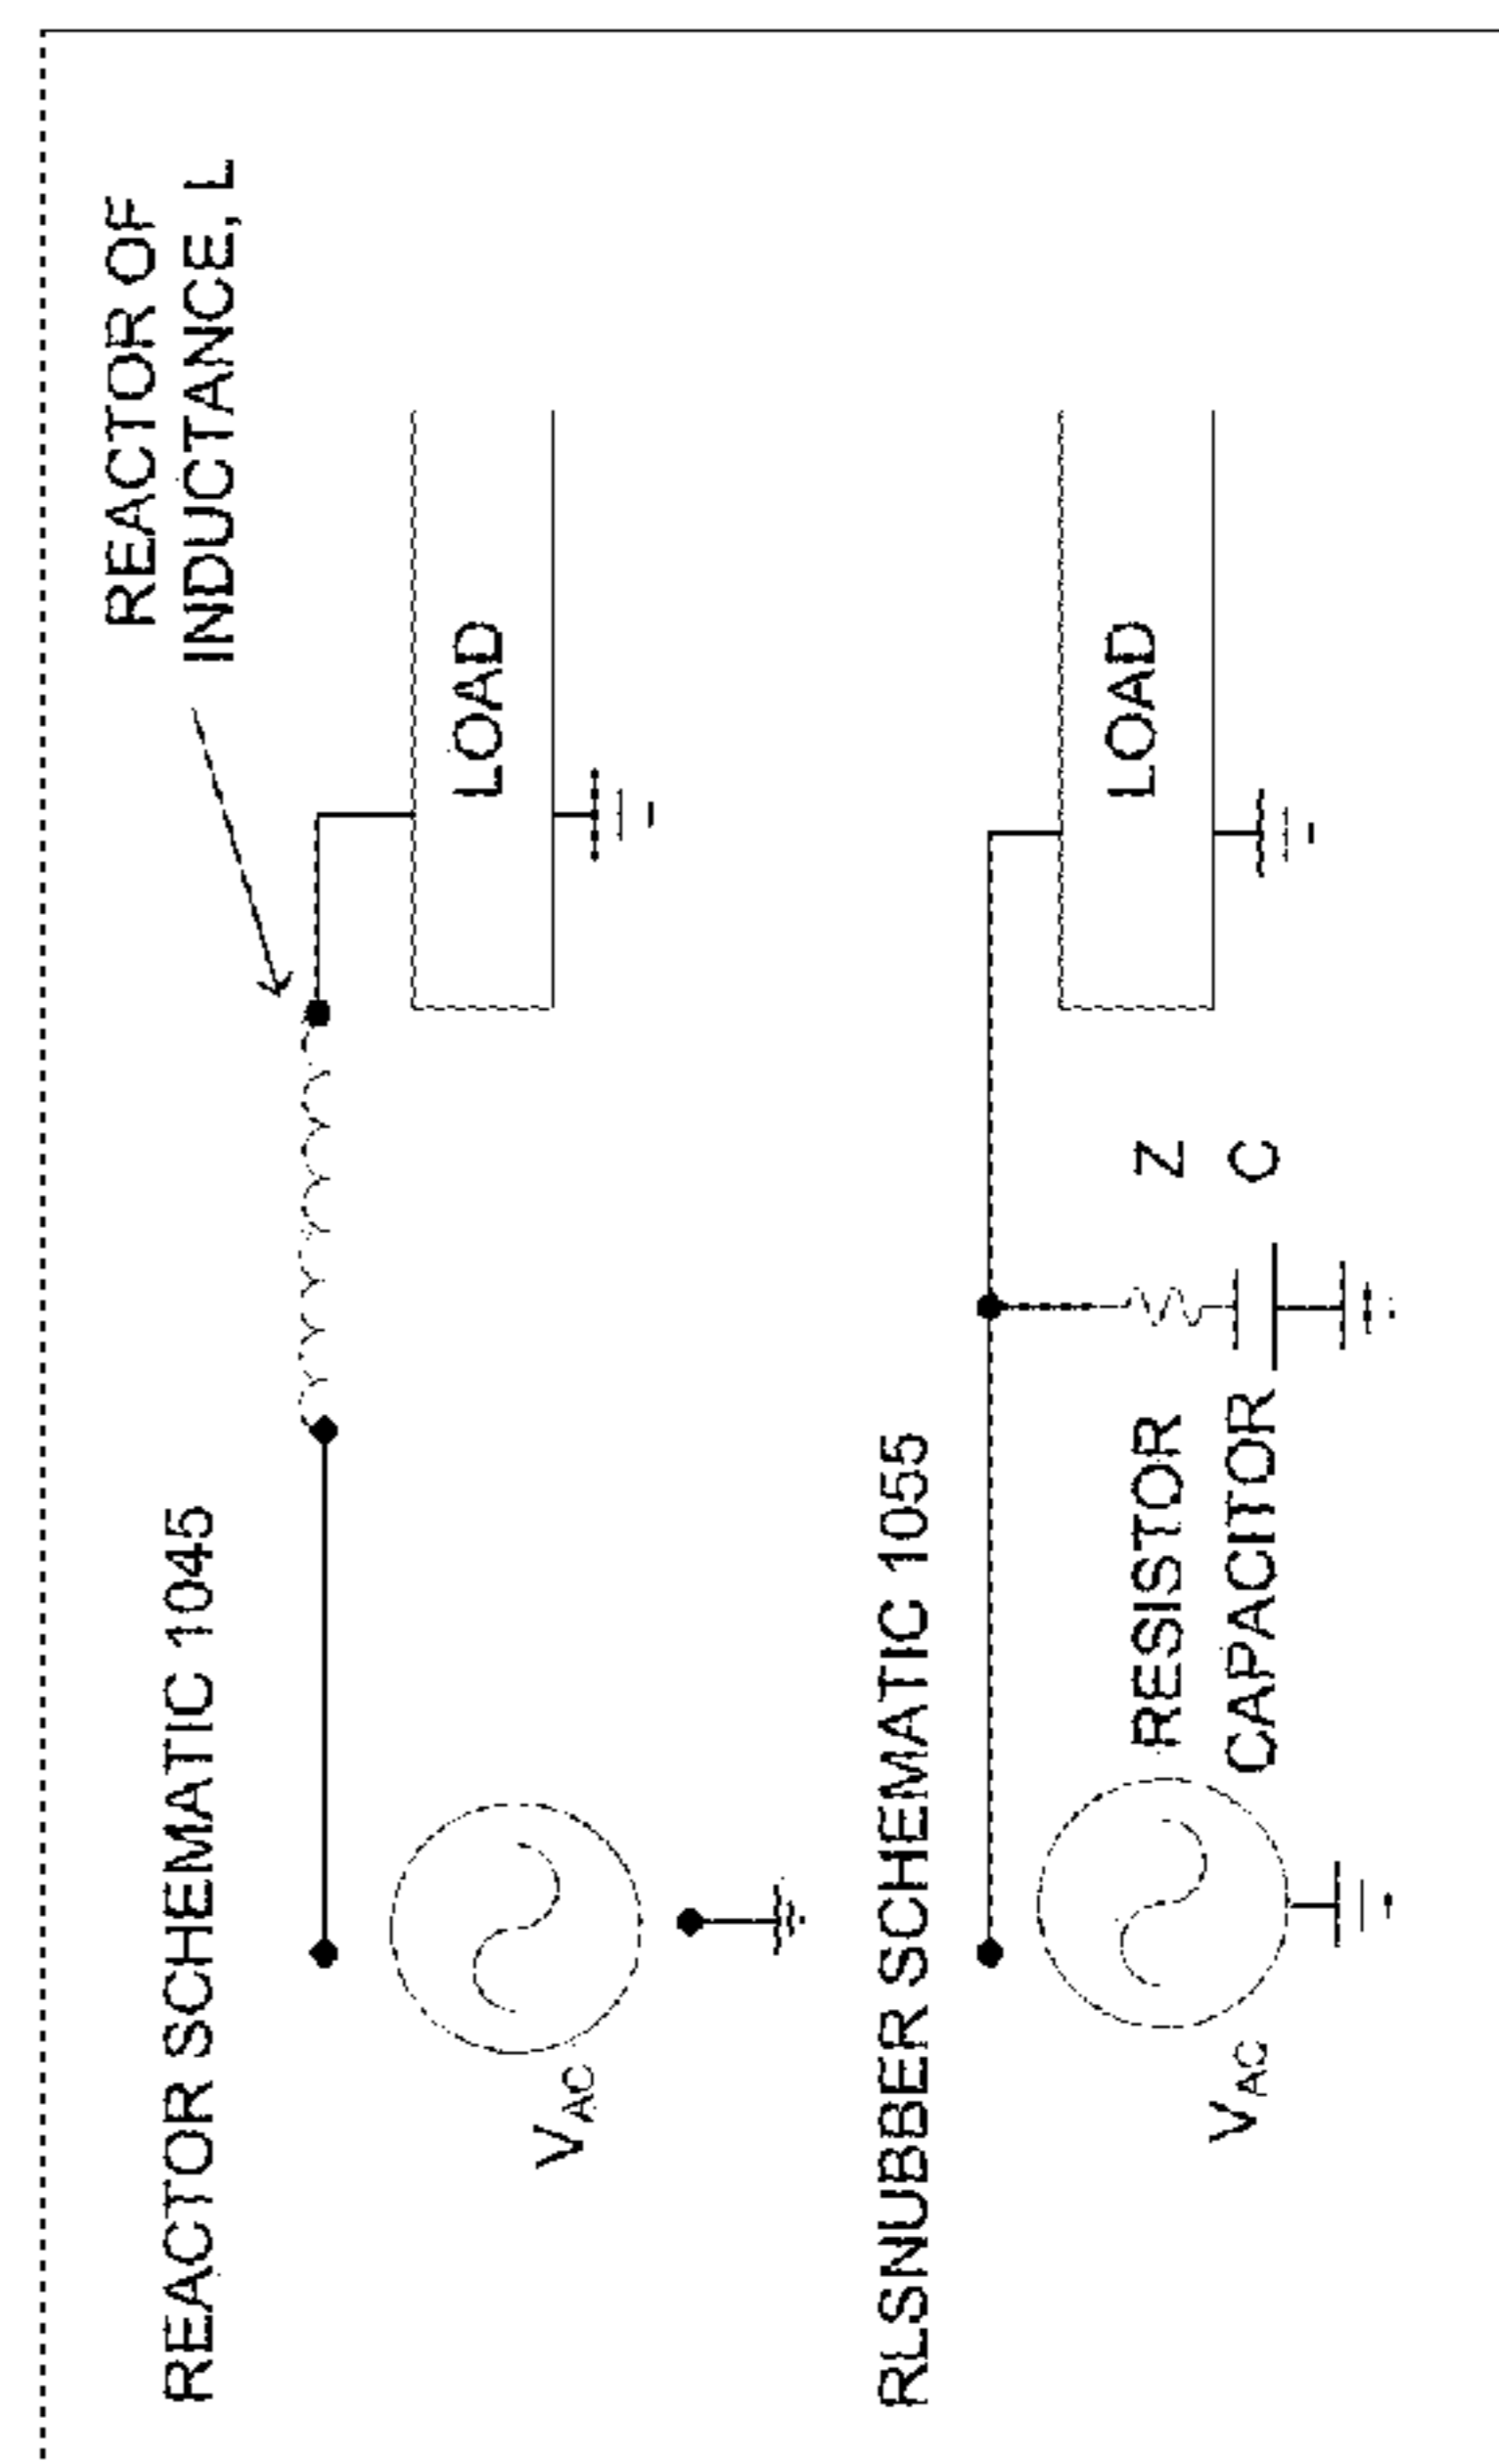 REACTOR SCHEMATIC 1045
REACTOR OF
INDUCTANCE, L
VAC
LOAD
RLSNUBBER SCHEMATIC 1055
VAC
RESISTOR
Z
CAPACITOR
C
LOAD